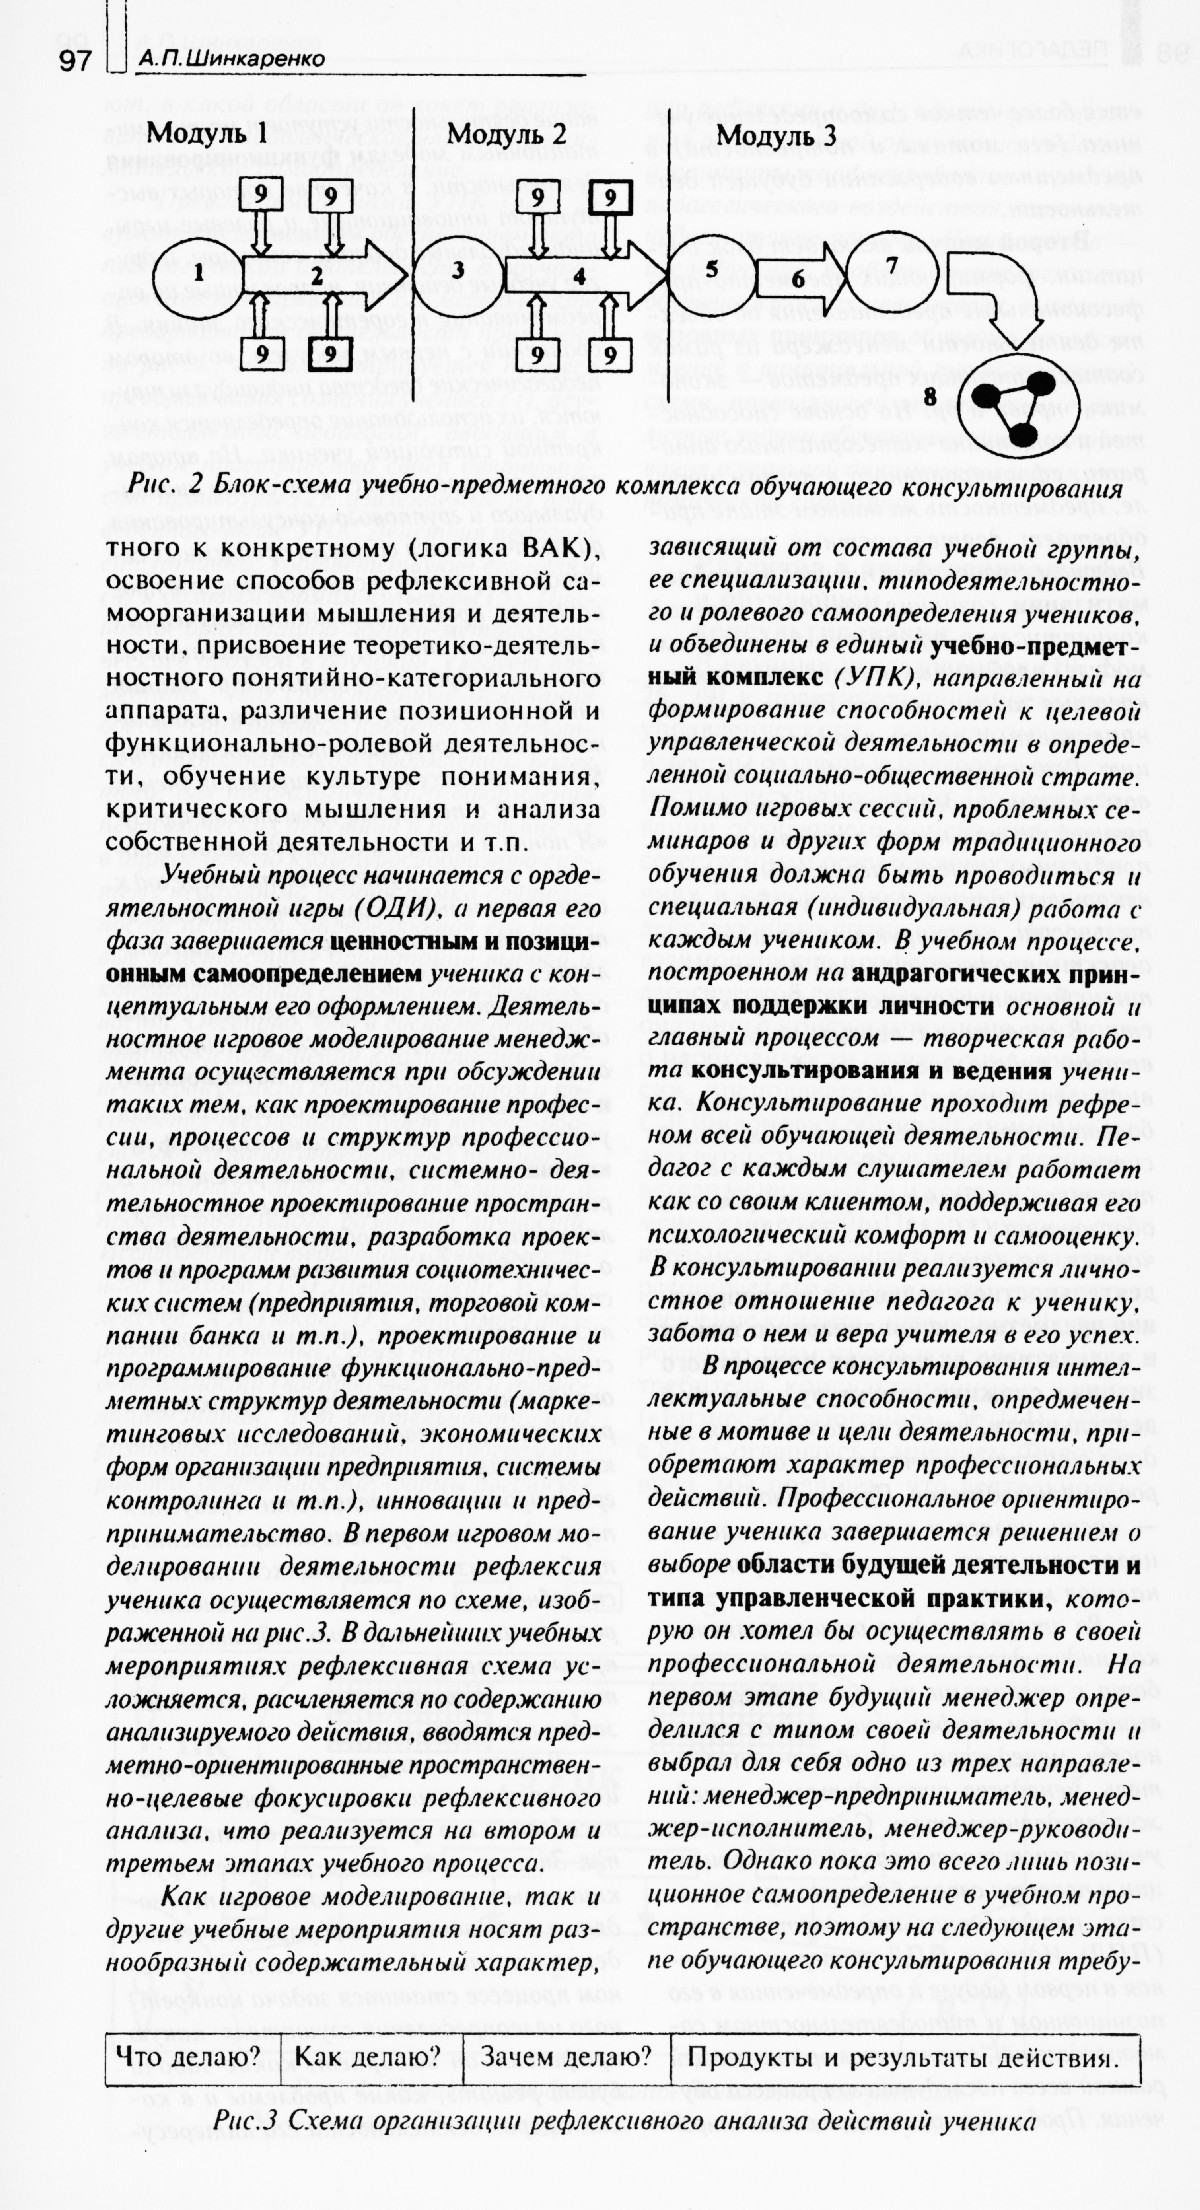 97
А.П.Шинкаренко
Модуль 1
Модуль 2
Модуль 3
9
9
9
9
1
2
3
4
5
6
7
9
9
9
9
8
Рис. 2 Блок-схема учебно-предметного комплекса обучающего консультирования
тного к конкретному (логика ВАК),
освоение способов рефлексивной са-
моорганизации мышления и деятель-
ности, присвоение теоретико-деятель-
ностного понятийно-категориального
аппарата, различение позиционной и
функционально-ролевой деятельнос-
ти, обучение культуре понимания,
критического мышления и анализа
собственной деятельности и т.п.
Учебный процесс начинается с оргде-
ятельностной игры (ОДИ), а первая его
фаза завершается ценностным и позици-
онным самоопределением ученика с кон-
цептуальным его оформлением. Деятель-
ностное игровое моделирование менедж-
мента осуществляется при обсуждении
таких тем, как проектирование профес-
сии, процессов и структур профессио-
нальной деятельности, системно- дея-
тельностное проектирование простран-
ства деятельности, разработка проек-
тов и программ развития социотехничес-
ких систем (предприятия, торговой ком-
пании банка и т.п.), проектирование и
программирование функционально-пред-
метных структур деятельности (марке-
тинговых исследований, экономических
форм организации предприятия, системы
контролинга и т.п.), инновации и пред-
принимательство. В первом игровом мо-
делировании деятельности рефлексия
ученика осуществляется по схеме, изоб-
раженной на рис.3. В дальнейших учебных
мероприятиях рефлексивная схема ус-
ложняется, расчленяется по содержанию
анализируемого действия, вводятся пред-
метно-ориентированные пространствен-
но-целевые фокусировки рефлексивного
анализа, что реализуется на втором и
третьем этапах учебного процесса.
Как игровое моделирование, так и
другие учебные мероприятия носят раз-
нообразный содержательный характер,
зависящий от состава учебной группы,
ее специализации, типодеятельностно-
го и ролевого самоопределения учеников,
и объединены в единый учебно-предмет-
ный комплекс (УПК), направленный на
формирование способностей к целевой
управленческой деятельности в опреде-
ленной социально-общественной страте.
Помимо игровых сессий, проблемных се-
минаров и других форм традиционного
обучения должна быть проводиться и
специальная (индивидуальная) работа с
каждым учеником. В учебном процессе,
построенном на андрагогических прин-
ципах поддержки личности основной и
главный процессом — творческая рабо-
та консультирования и ведения учени-
ка. Консультирование проходит рефре-
ном всей обучающей деятельности. Пе-
дагог с каждым слушателем работает
как со своим клиентом, поддерживая его
психологический комфорт и самооценку.
В консультировании реализуется лично-
стное отношение педагога к ученику,
забота о нем и вера учителя в его успех.
В процессе консультирования интел-
лектуальные способности, опредмечен-
ные в мотиве и цели деятельности, при-
обретают характер профессиональных
действий. Профессиональное ориентиро-
вание ученика завершается решением о
выборе области будущей деятельности и
типа управленческой практики, кото-
рую он хотел бы осуществлять в своей
профессиональной деятельности. На
первом этапе будущий менеджер опре-
делился с типом своей деятельности и
выбрал для себя одно из трех направле-
ний: менеджер-предприниматель, менед-
жер-исполнитель, менеджер-руководи-
тель. Однако пока это всего лишь пози-
ционное самоопределение в учебном про-
странстве, поэтому на следующем эта-
пе обучающего консультирования требу-
Что делаю? Как делаю? Зачем делаю? Продукты и результаты действия.
Рис.3 Схема организации рефлексивного анализа действий ученика